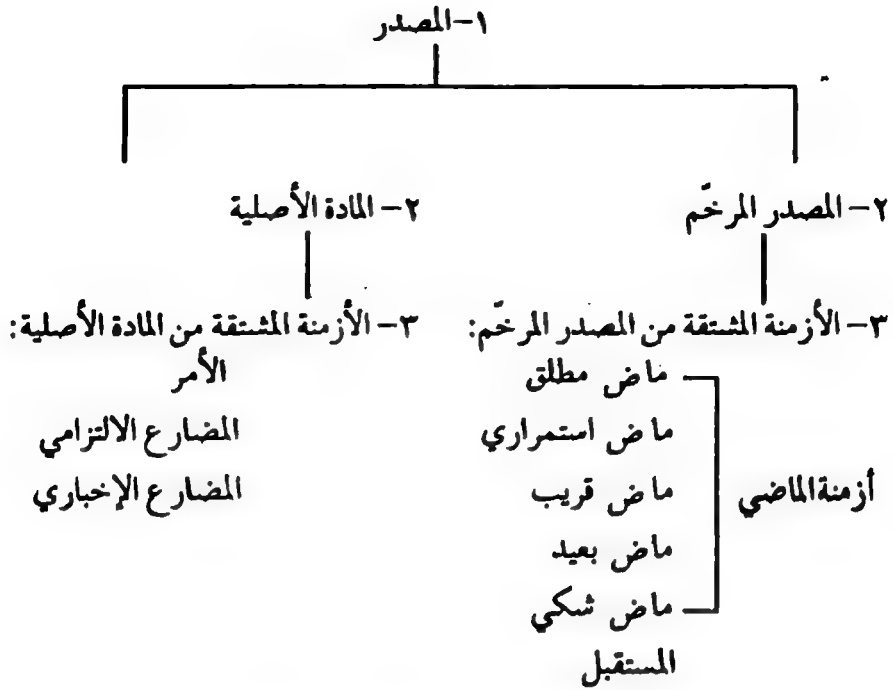 ١–المصدر
٢– المصدر المرخّم
٢– المادة الأصلية
٣– الأزمنة المشتقة من المصدر المرخّم:
ماض مطلق
ماض استمراري
ماض قريب
ماض بعيد
ماض شكي
أزمنة الماضي
المستقبل
٣– الأزمنة المشتقة من المادة الأصلية:
الأمر
المضارع الالتزامي
المضارع الإخباري